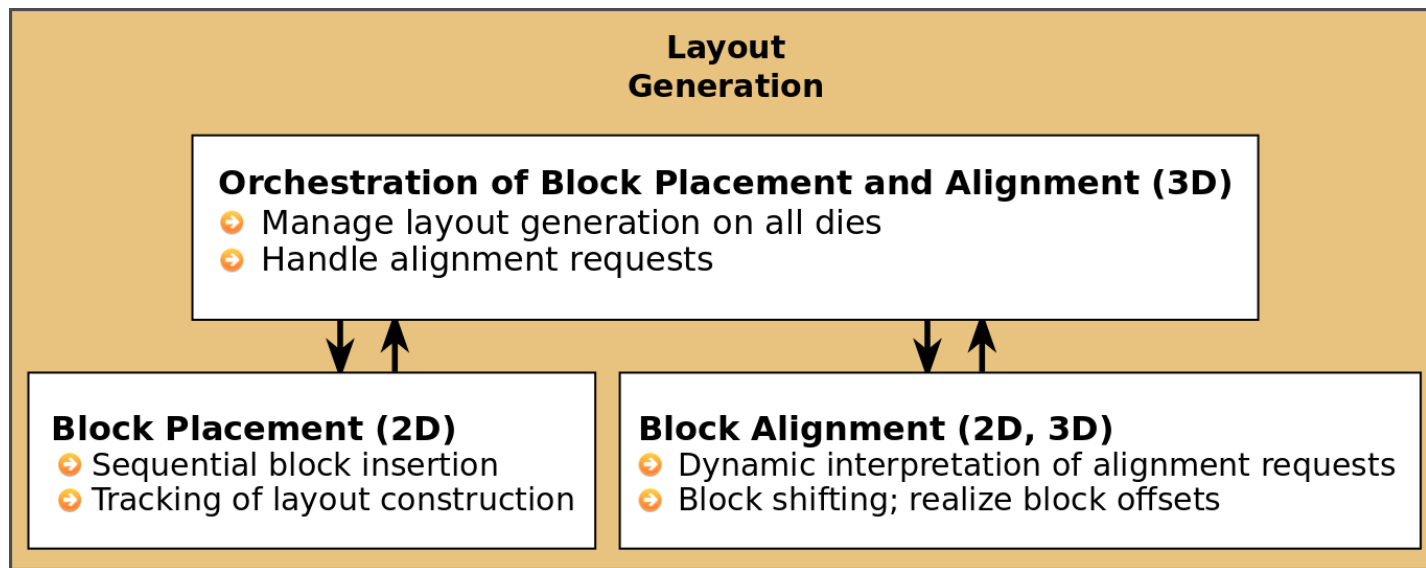 Layout
Generation
Orchestration of Block Placement and Alignment (3D)
Manage layout generation on all dies
Handle alignment requests
Block Placement (2D)
Sequential block insertion
Tracking of layout construction
Block Alignment (2D, 3D)
Dynamic interpretation of alignment requests
Block shifting; realize block offsets